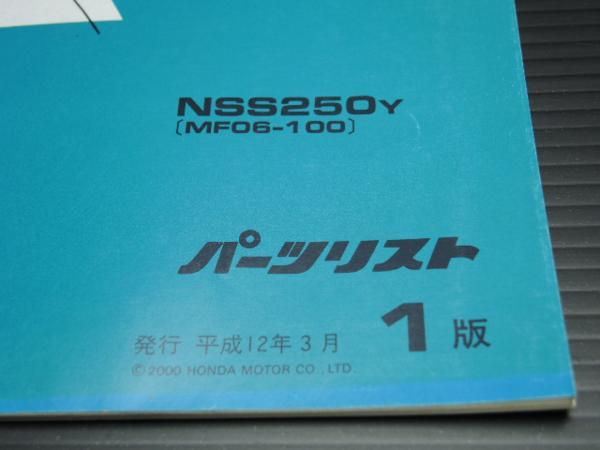 NSS250Y
〔MF06-100〕
パーツリスト
発行 平成12年3月 1版
©2000 HONDA MOTOR CO., LTD.